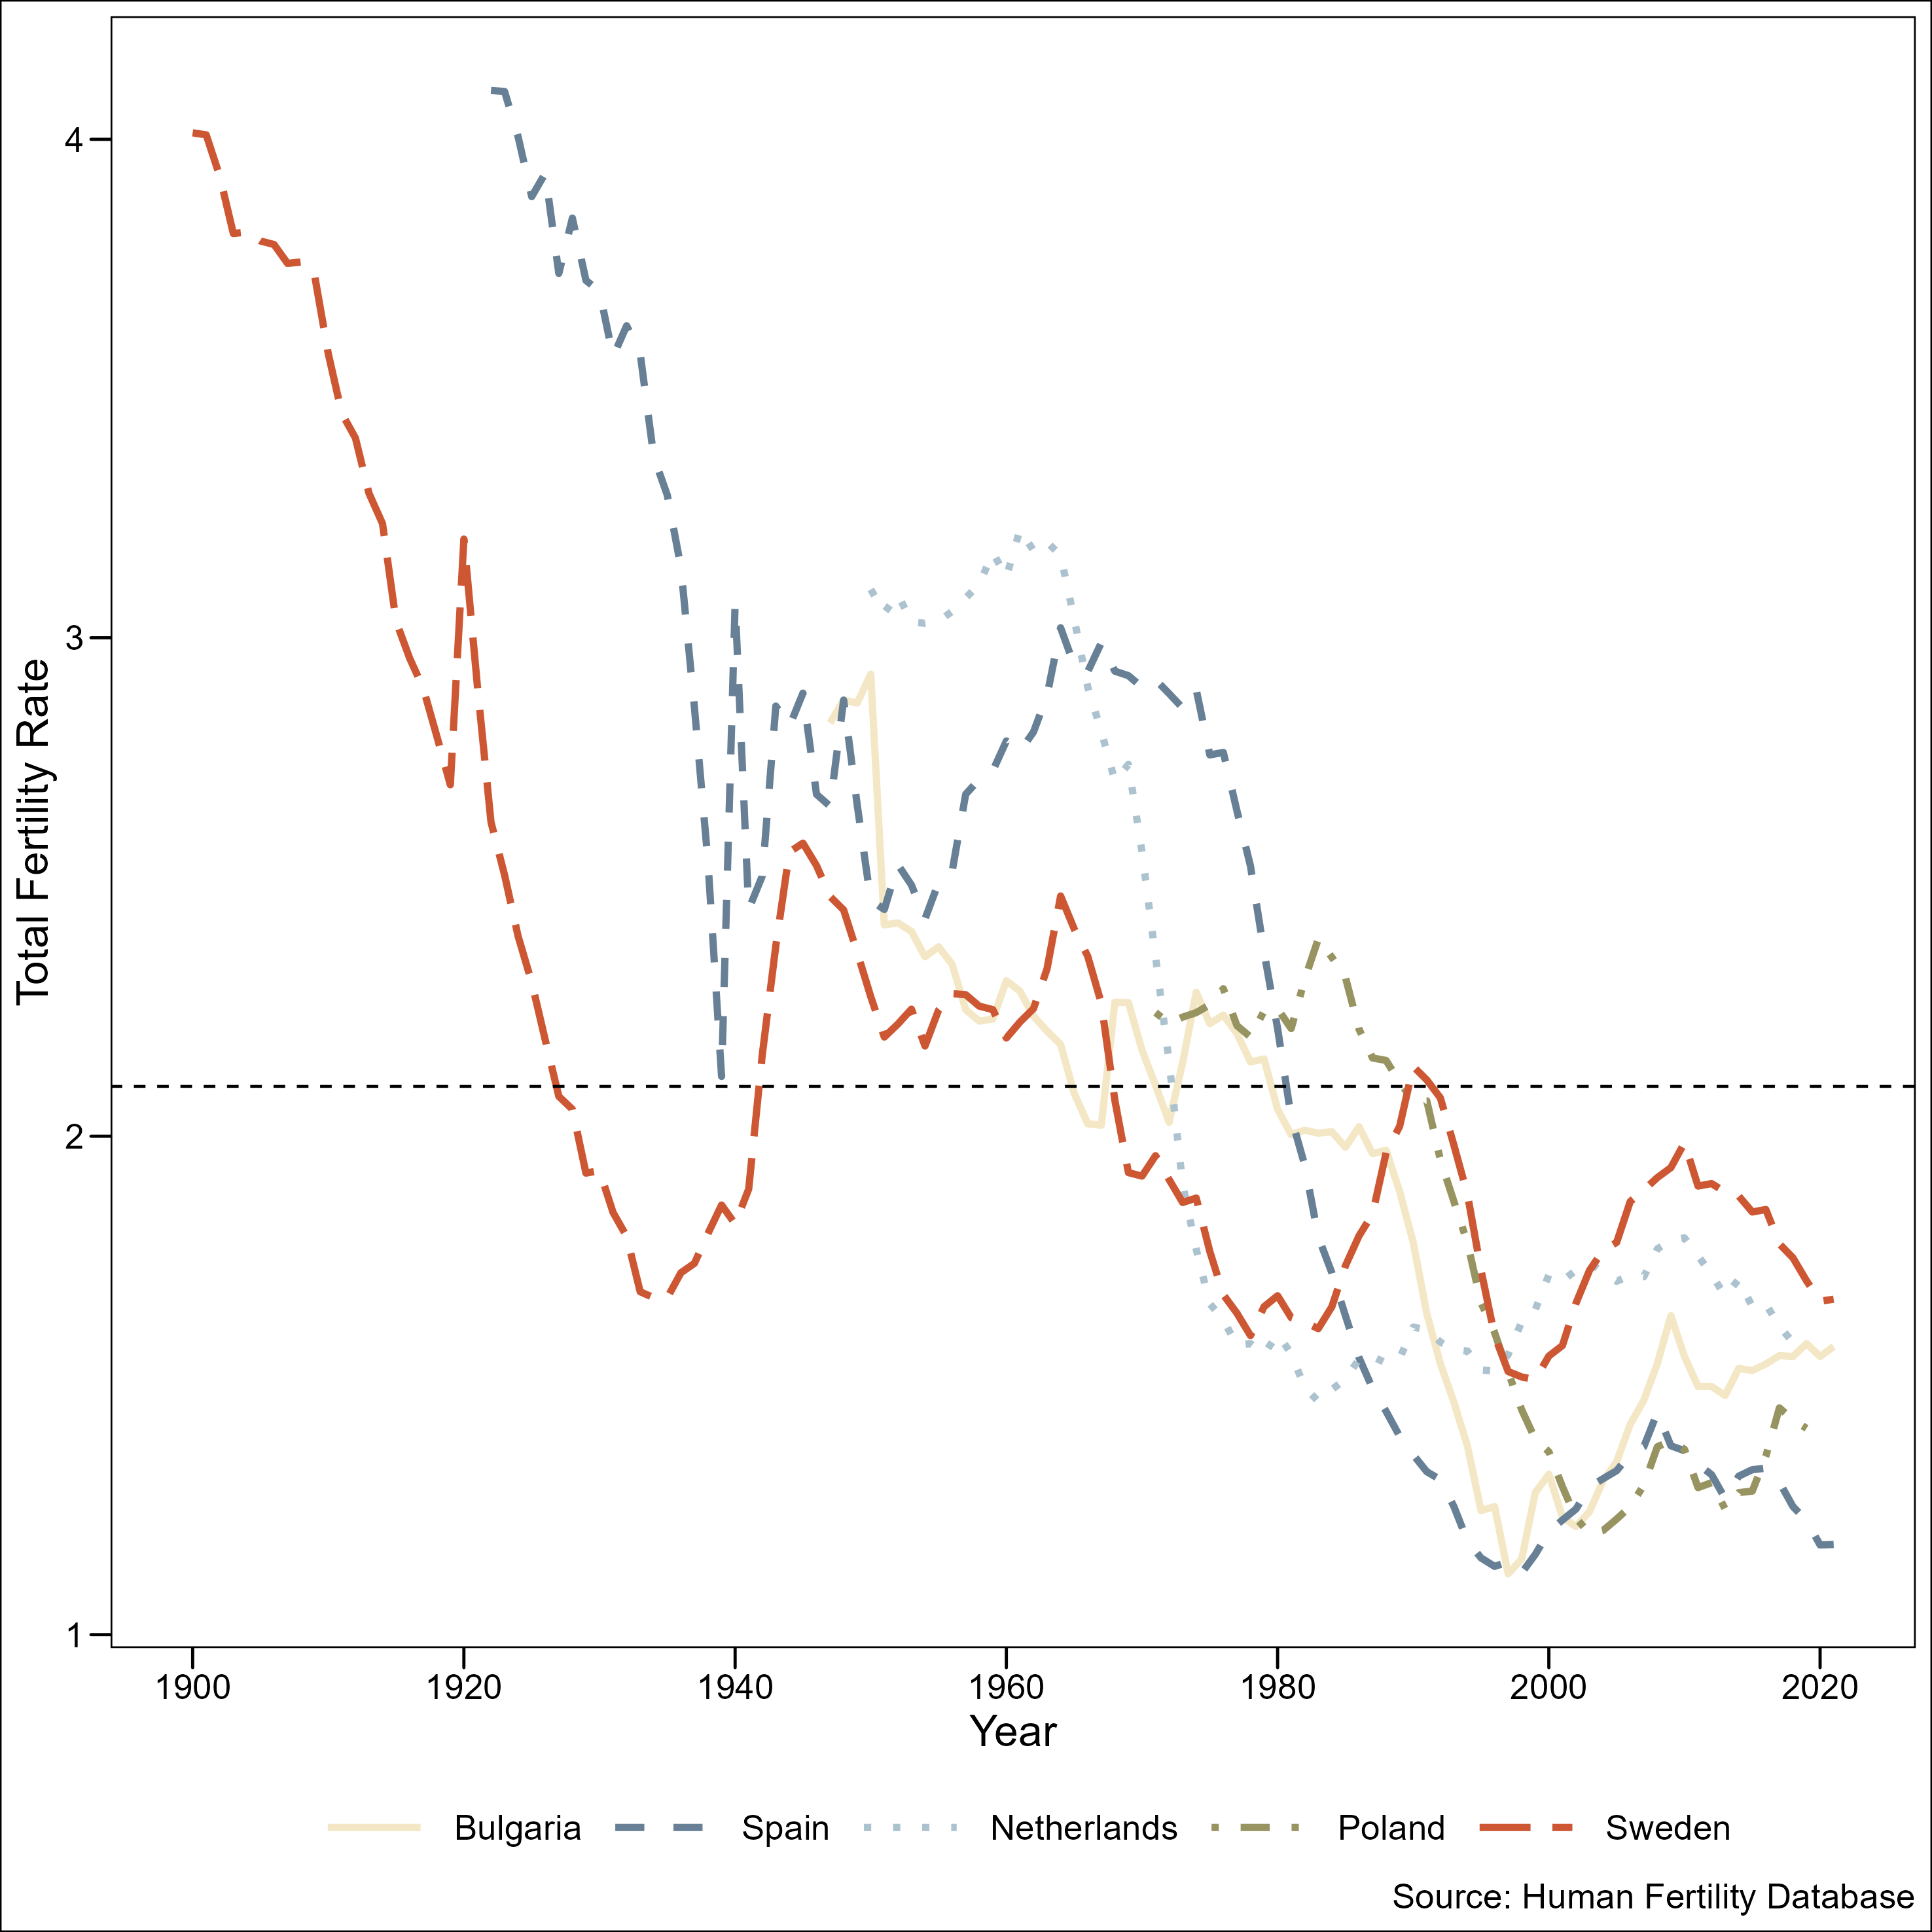 4
3
2
1
Total Fertility Rate
1900 1920 1940 1960 1980 2000 2020
Year
Bulgaria Spain Netherlands Poland Sweden
Source: Human Fertility Database